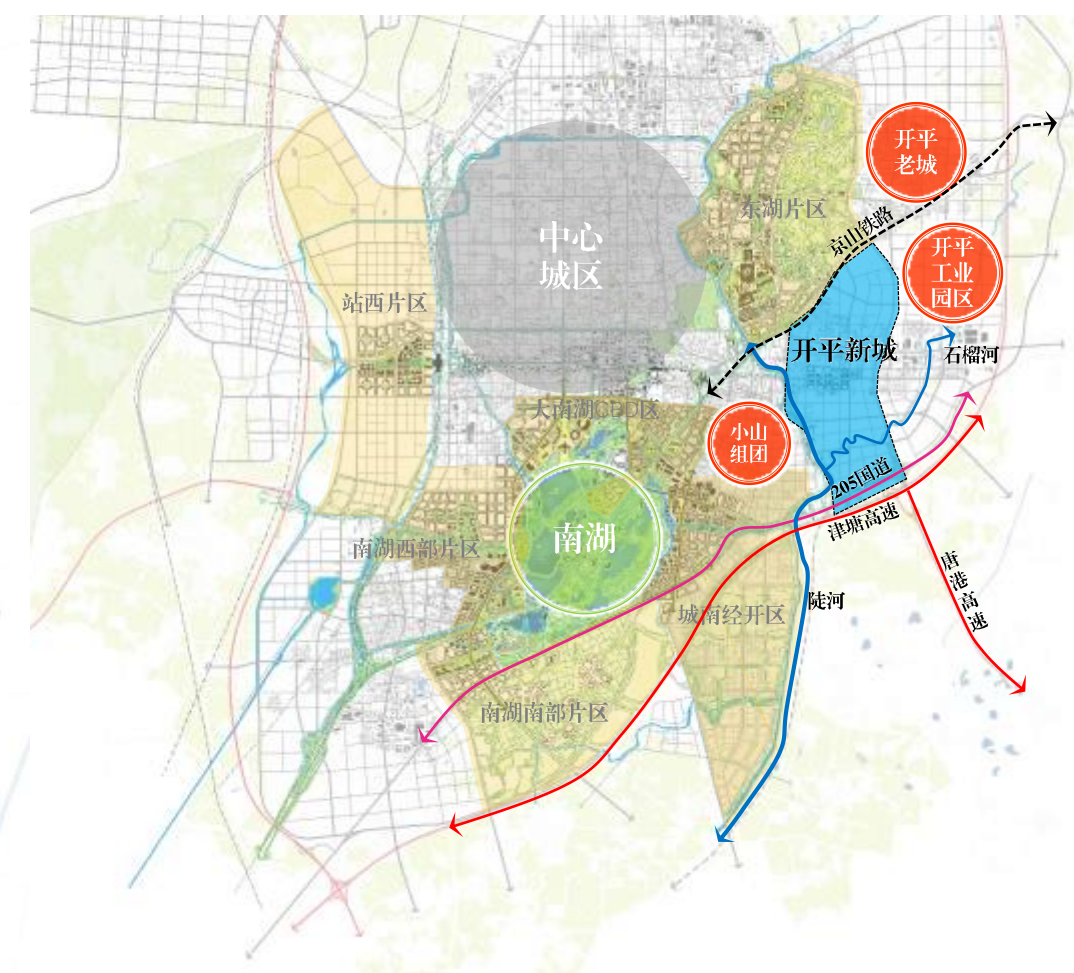 开平
老城
东湖片区
京山铁路
中心
城区
开平
工业
园区
站西片区
开平新城
石榴河
大南湖CBD区
小山
组团
205国道
津塘高速
南湖
南湖西部片区
唐港高速
陡河
城南经开区
南湖南部片区